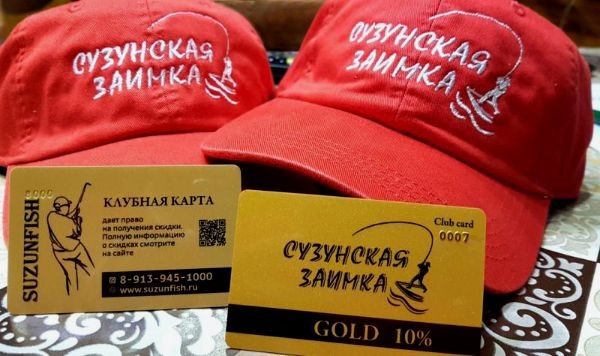 СУЗУНСКАЯ
ЗАИМКА
СУЗУНСКАЯ
ЗАИМКА
0000
SUZUNFISH
КЛУБНАЯ КАРТА
дает право
на получения скидки.
Полную информацию
о скидках смотрите
на сайте
8-913-945-1000
www.suzunfish.ru
Club card
0007
СУЗУНСКАЯ
ЗАИМКА
GOLD 10%